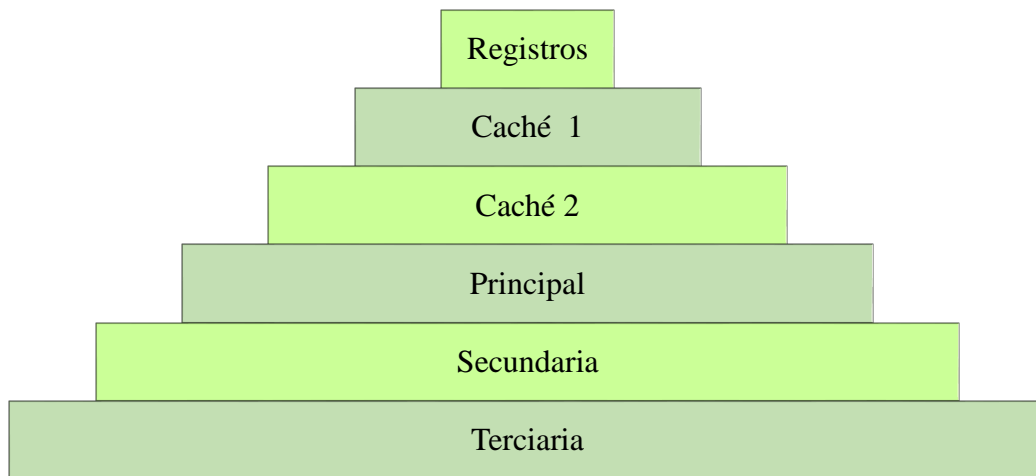 Registros
Caché  1
Caché 2
Principal
Secundaria
Terciaria